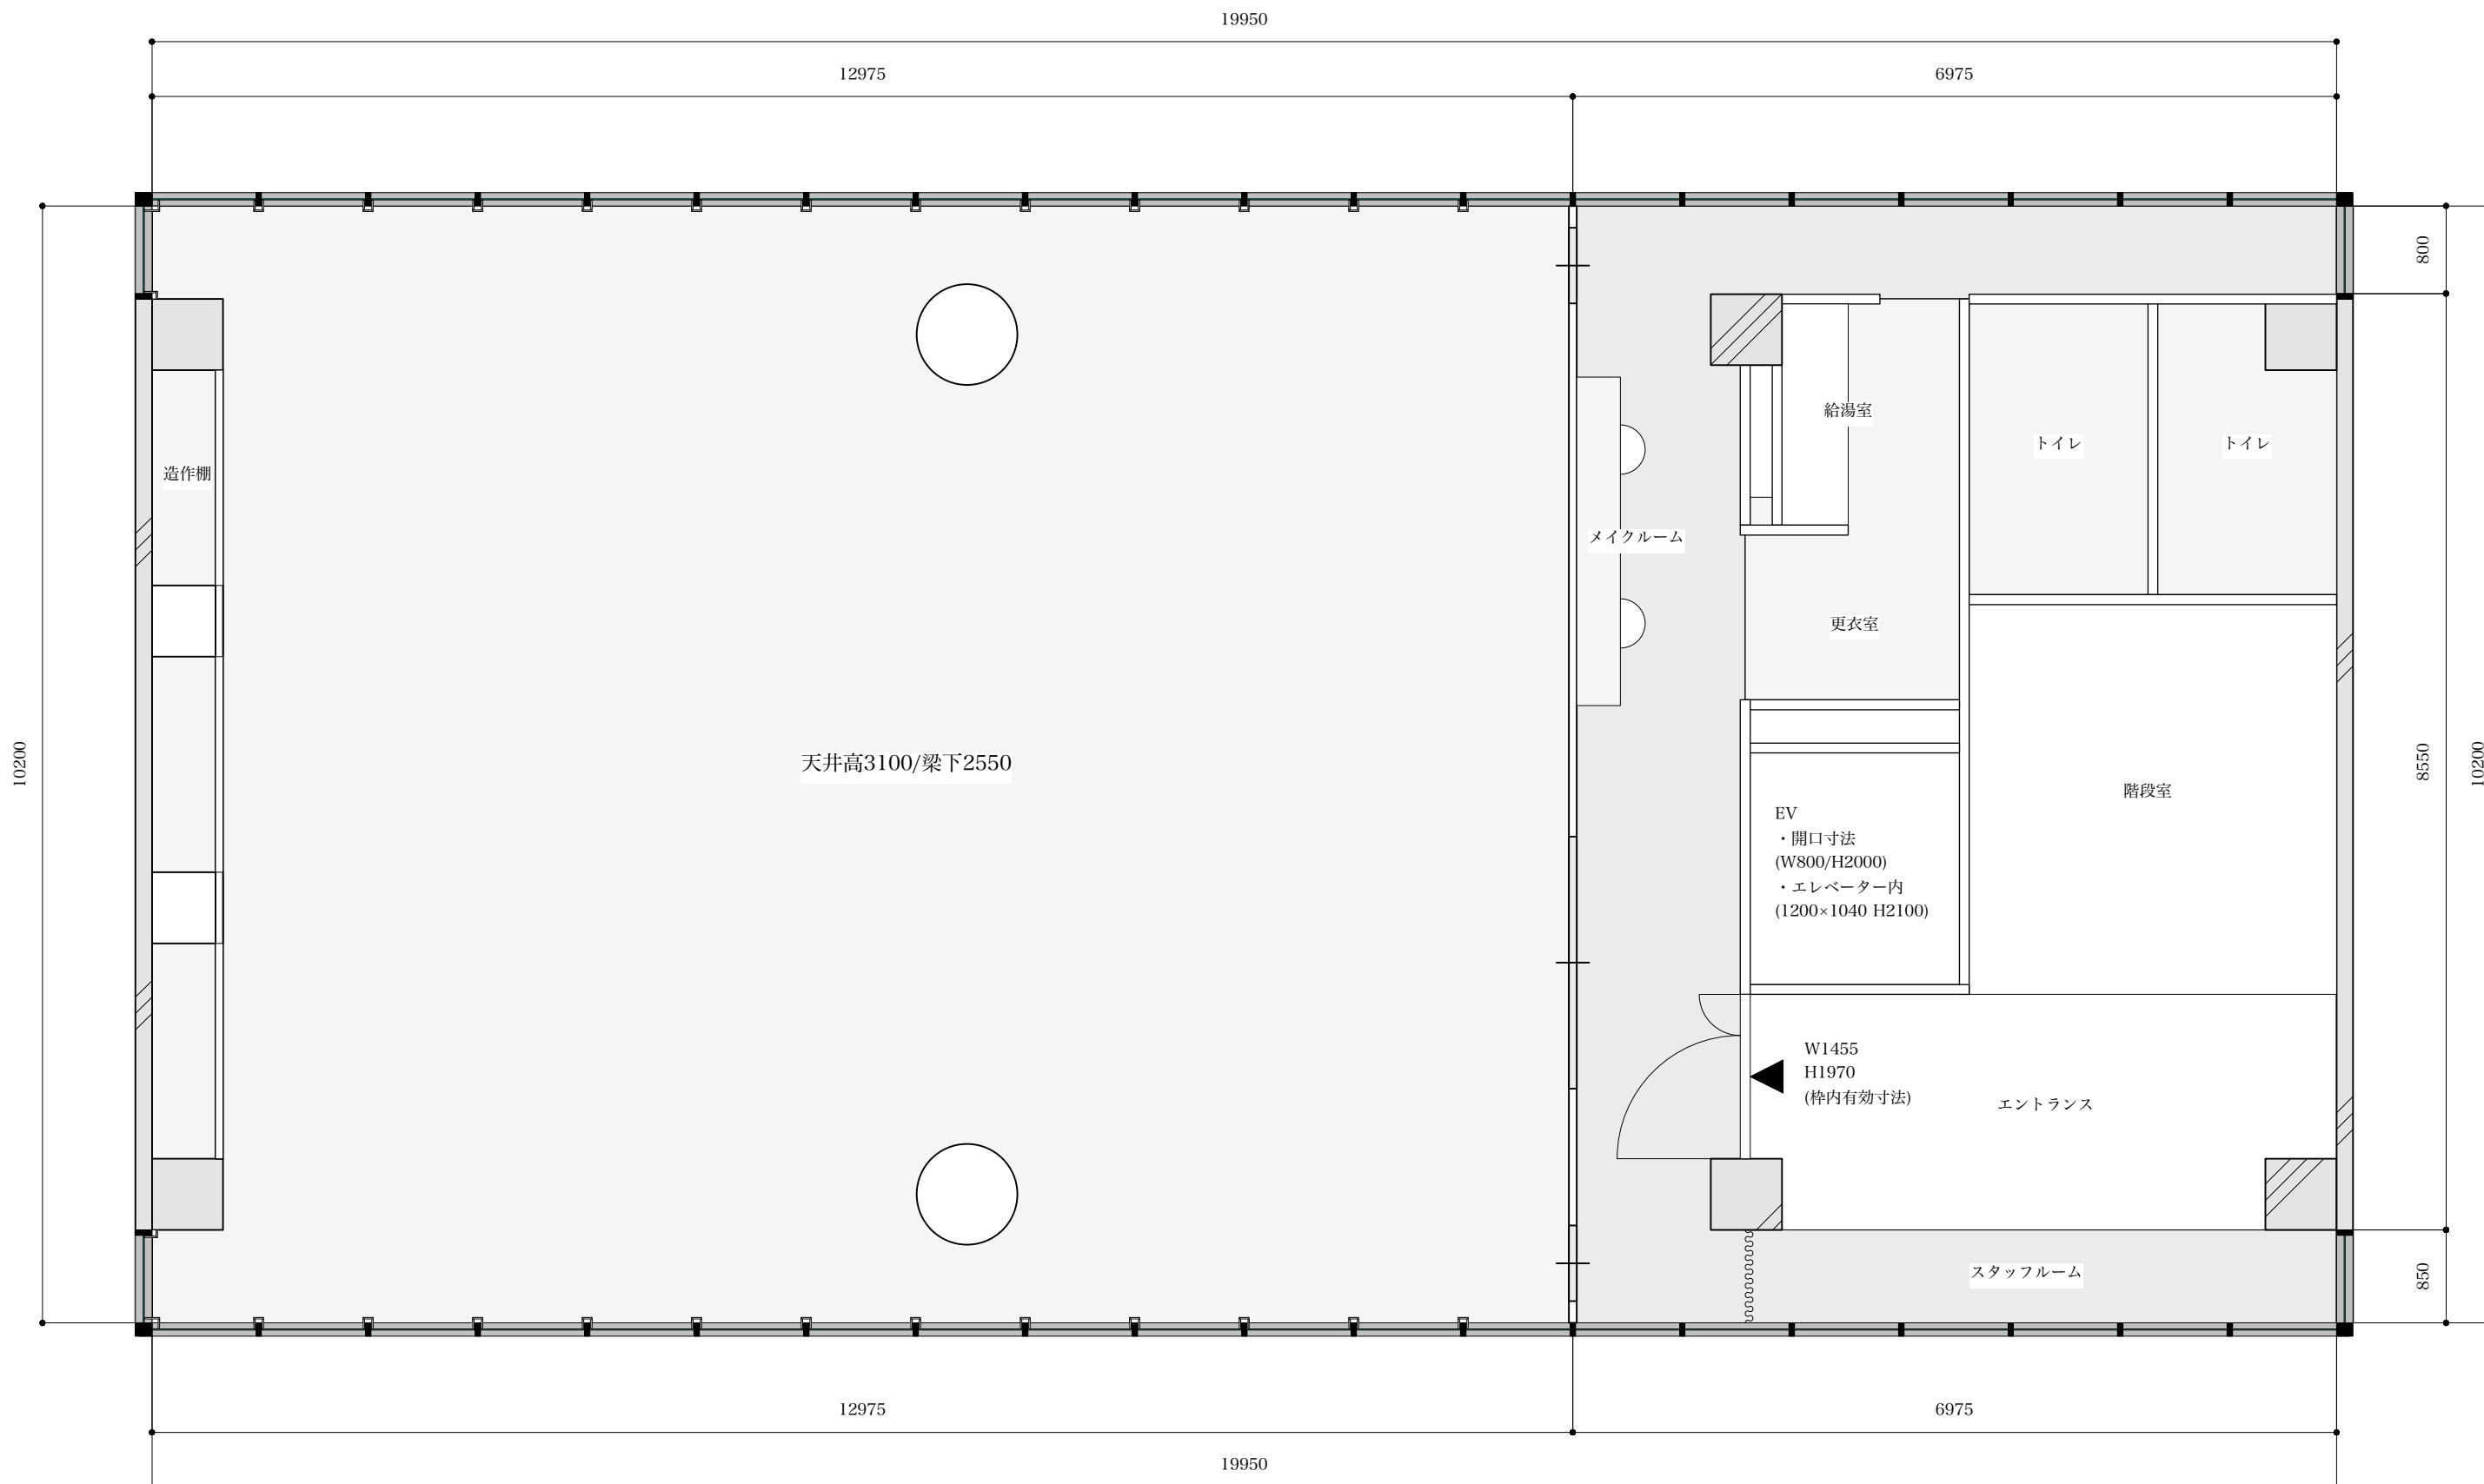 19950
12975
6975
800
給湯室
トイレ
トイレ
造作棚
メイクルーム
更衣室
天井高3100/梁下2550
10200
8550
10200
階段室
EV
・開口寸法
(W800/H2000)
・エレベーター内
(1200×1040 H2100)
W1455
H1970
(枠内有効寸法)
エントランス
スタッフルーム
850
12975
6975
19950